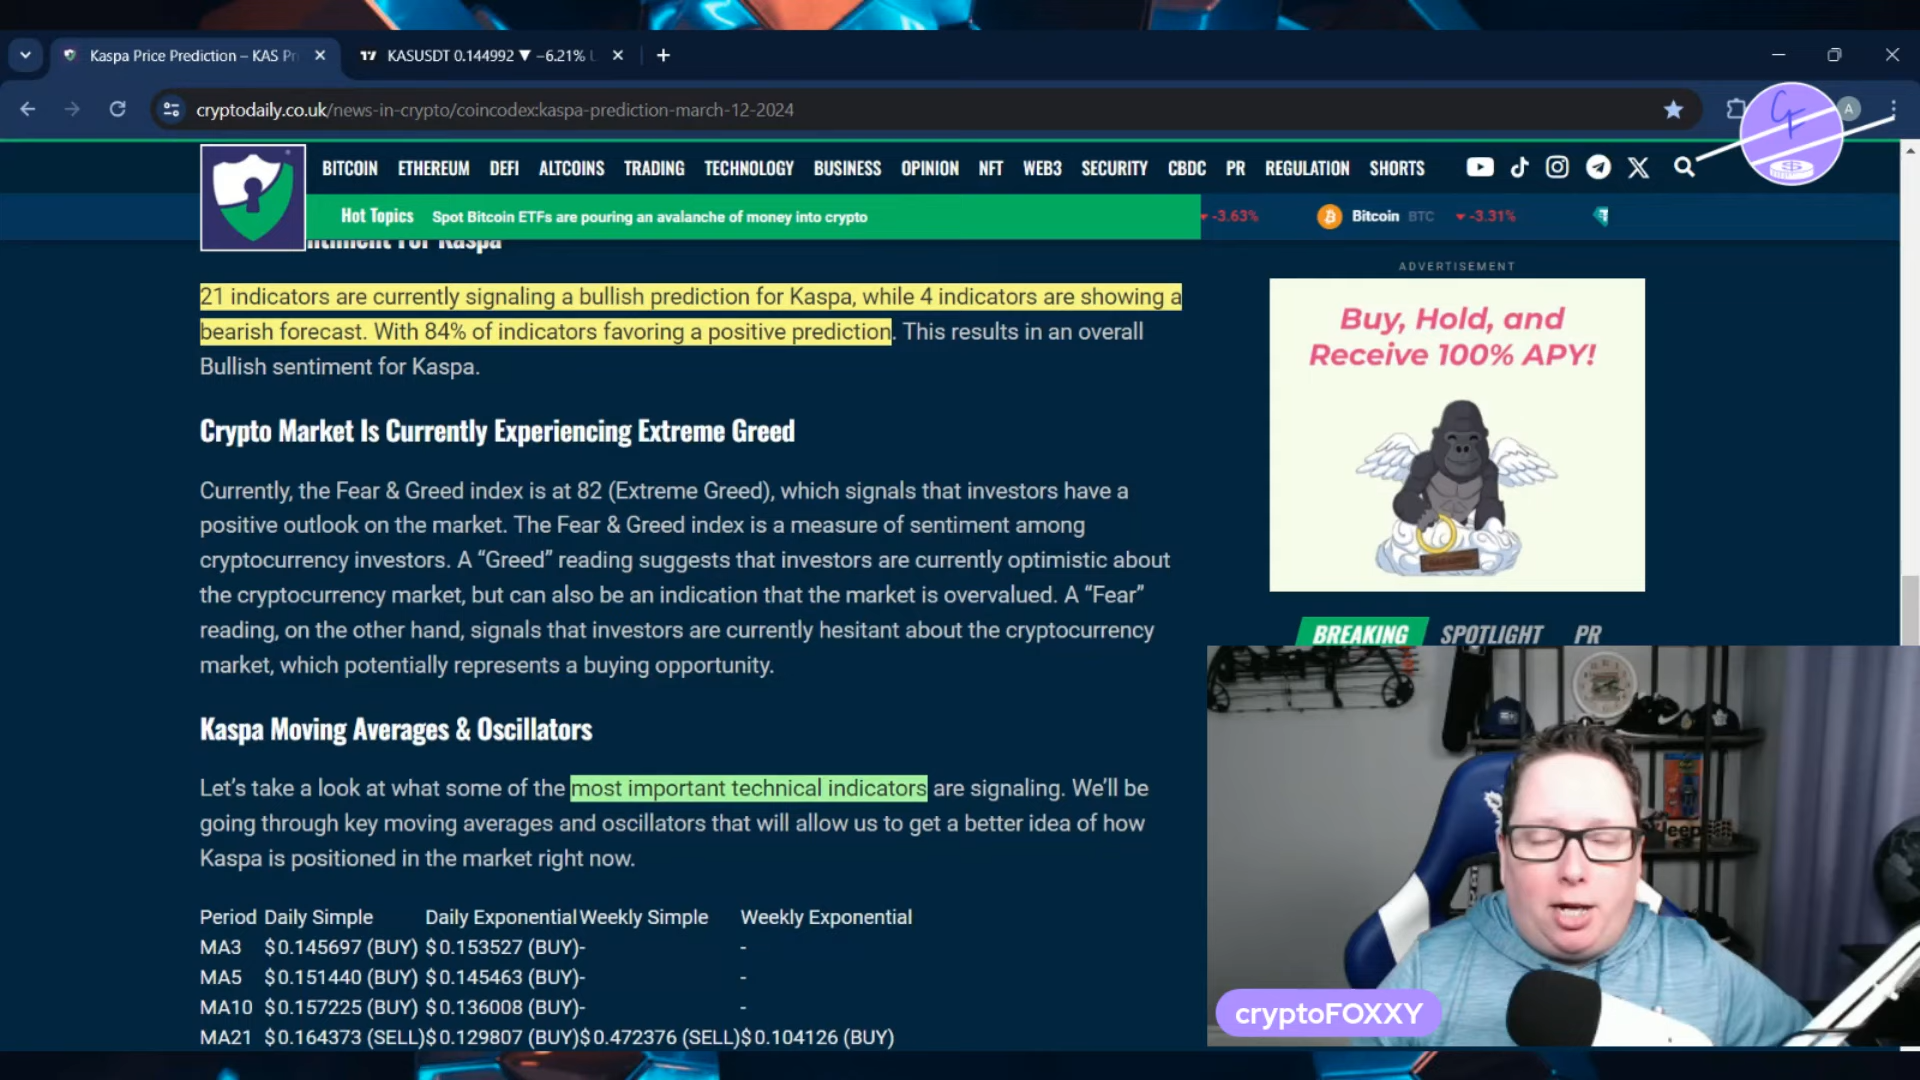 Kaspa Price Prediction – KAS Pr
KASUSDT 0.144992 ▼ −6.21%
cryptodaily.co.uk/news-in-crypto/coincodex:kaspa-prediction-march-12-2024
A
BITCOIN ETHEREUM DEFI ALTCOINS TRADING TECHNOLOGY BUSINESS OPINION NFT WEB3 SECURITY CBDC PR REGULATION SHORTS
Hot Topics Spot Bitcoin ETFs are pouring an avalanche of money into crypto
-3.63% Bitcoin BTC -3.31%
For Kaspa
21 indicators are currently signaling a bullish prediction for Kaspa, while 4 indicators are showing a
bearish forecast. With 84% of indicators favoring a positive prediction. This results in an overall
Bullish sentiment for Kaspa.
Crypto Market Is Currently Experiencing Extreme Greed
Currently, the Fear & Greed index is at 82 (Extreme Greed), which signals that investors have a
positive outlook on the market. The Fear & Greed index is a measure of sentiment among
cryptocurrency investors. A “Greed” reading suggests that investors are currently optimistic about
the cryptocurrency market, but can also be an indication that the market is overvalued. A “Fear”
reading, on the other hand, signals that investors are currently hesitant about the cryptocurrency
market, which potentially represents a buying opportunity.
Kaspa Moving Averages & Oscillators
Let’s take a look at what some of the most important technical indicators are signaling. We’ll be
going through key moving averages and oscillators that will allow us to get a better idea of how
Kaspa is positioned in the market right now.
Period Daily Simple Daily Exponential Weekly Simple Weekly Exponential
MA3 $ 0.145697 (BUY) $ 0.153527 (BUY) - -
MA5 $ 0.151440 (BUY) $ 0.145463 (BUY) - -
MA10 $ 0.157225 (BUY) $ 0.136008 (BUY) - -
MA21 $ 0.164373 (SELL) $ 0.129807 (BUY) $ 0.472376 (SELL) $ 0.104126 (BUY)
ADVERTISEMENT
Buy, Hold, and
Receive 100% APY!
BREAKING SPOTLIGHT PR
cryptoFOXXY